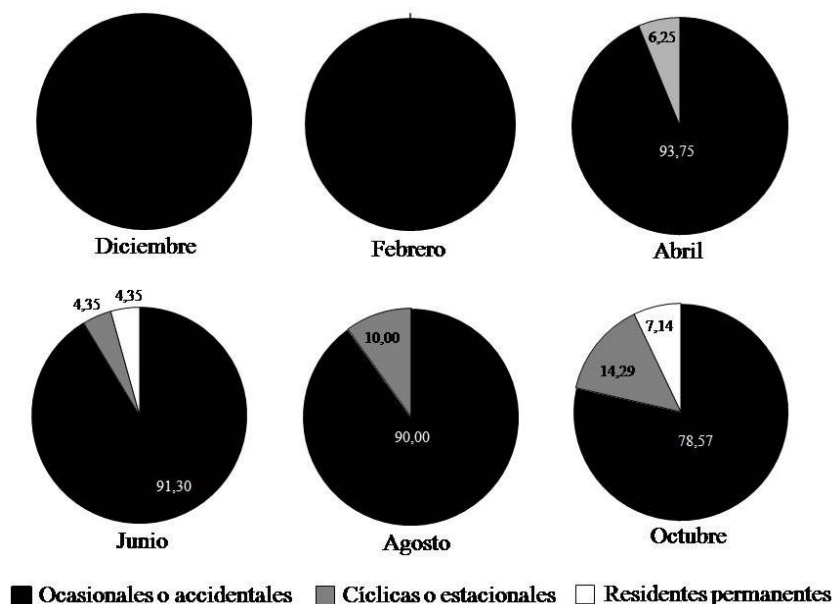 6,25
93,75
Diciembre
Febrero
Abril
4,35
4,35
91,30
Junio
10,00
90,00
Agosto
7,14
14,29
78,57
Octubre
Ocasionales o accidentales
Cíclicas o estacionales
Residentes permanentes